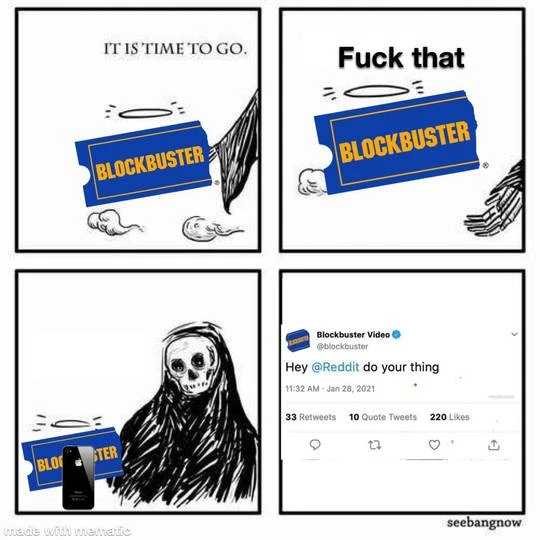 IT IS TIME TO GO.
BLOCKBUSTER
Fuck that
BLOCKBUSTER
®
BLO STER
Blockbuster Video
@blockbuster
Hey @Reddit do your thing
11:32 AM · Jan 28, 2021
33 Retweets 10 Quote Tweets 220 Likes
seebangnow
made with mematic